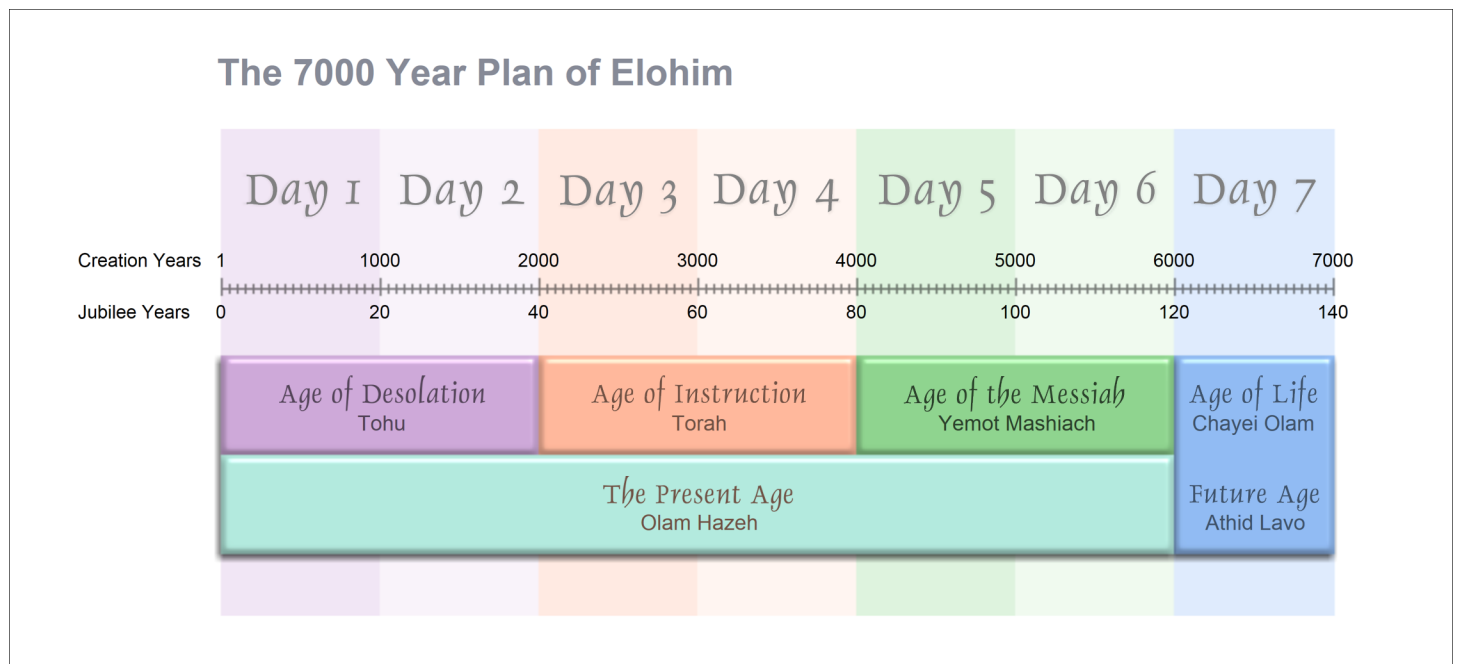 The 7000 Year Plan of Elohim
Day 1 Day 2 Day 3 Day 4 Day 5 Day 6 Day 7
Creation Years 1 1000 2000 3000 4000 5000 6000 7000
Jubilee Years 0 20 40 60 80 100 120 140
Age of Desolation Age of Instruction Age of the Messiah Age of Life
Tohu Torah Yemot Mashiach Chayei Olam
The Present Age Future Age
Olam Hazeh Athid Lavo